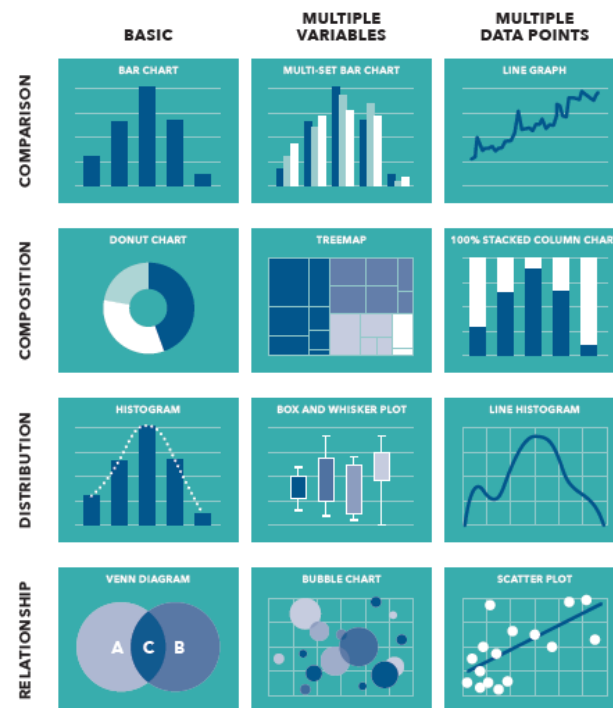 BASIC
MULTIPLE
VARIABLES
MULTIPLE
DATA POINTS
COMPARISON
BAR CHART
MULTI-SET BAR CHART
LINE GRAPH
COMPOSITION
DONUT CHART
TREEMAP
100% STACKED COLUMN CHAR
DISTRIBUTION
HISTOGRAM
BOX AND WHISKER PLOT
LINE HISTOGRAM
RELATIONSHIP
VENN DIAGRAM
A C B
BUBBLE CHART
SCATTER PLOT